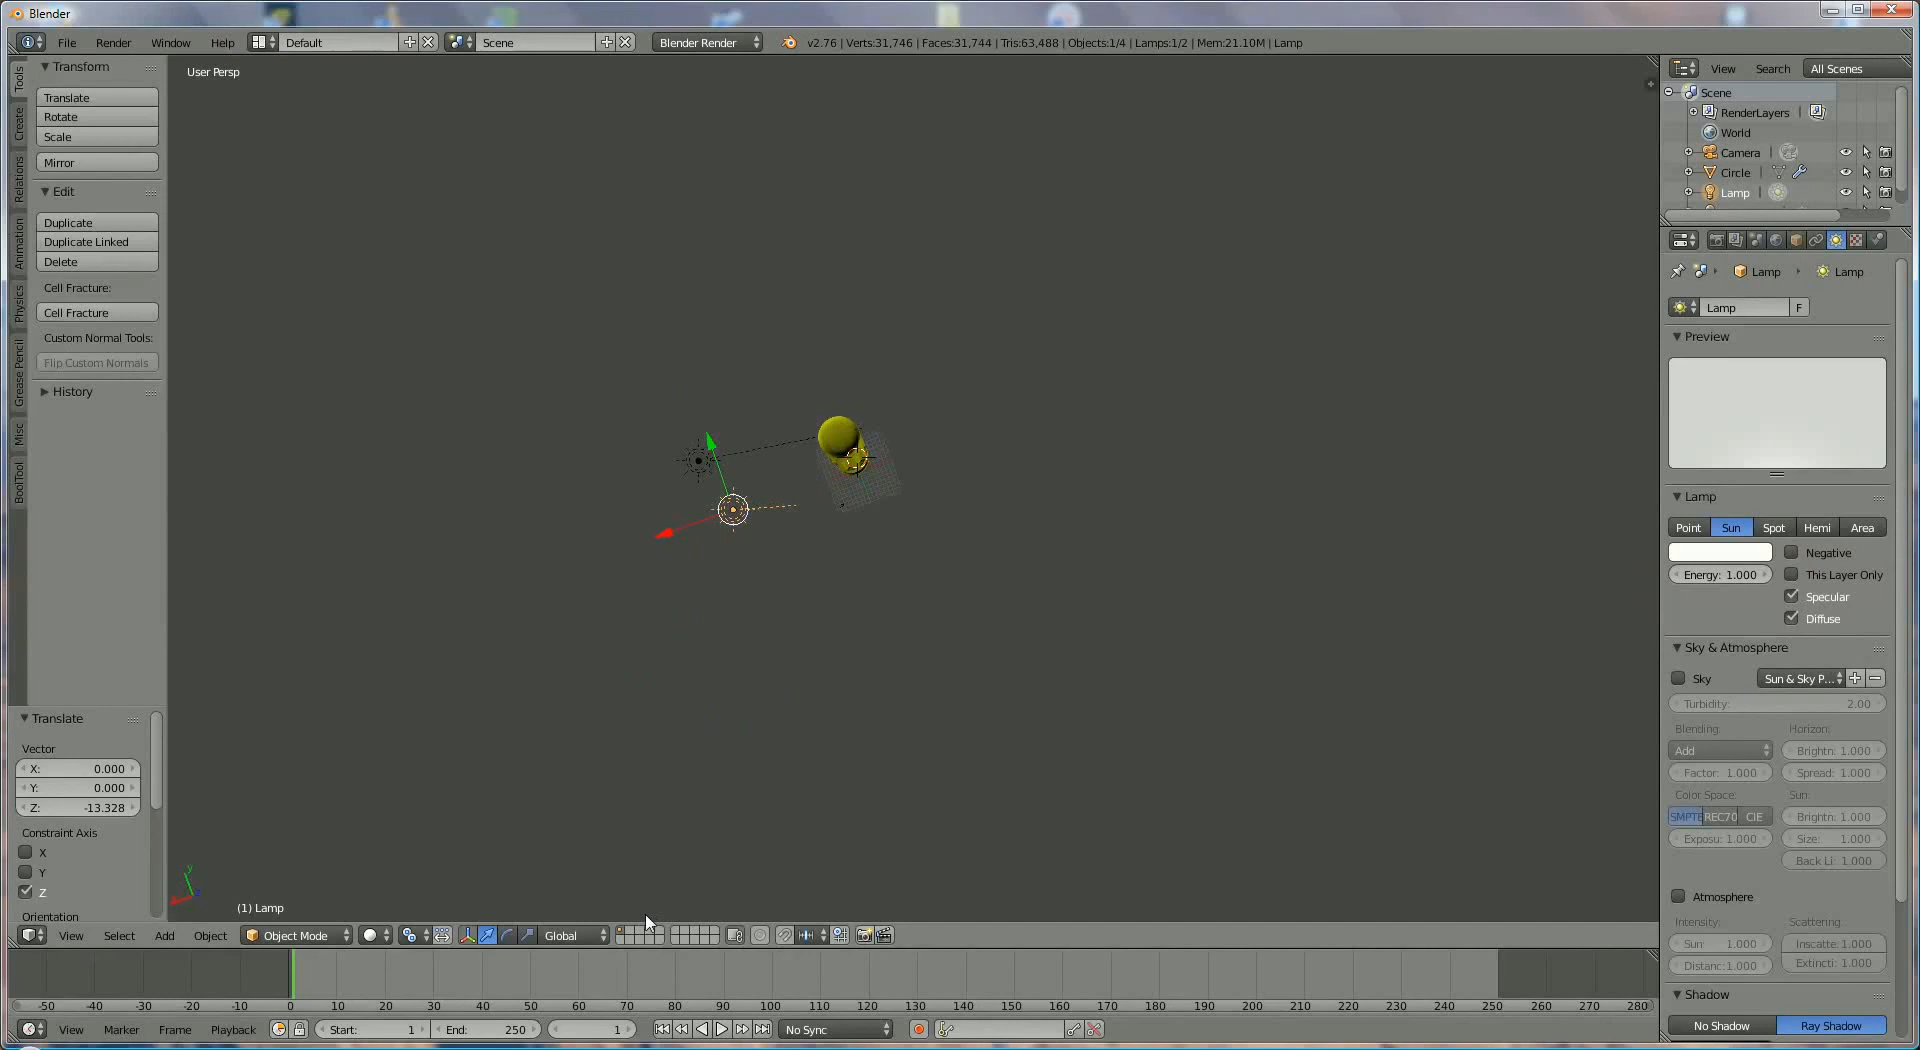 Blender
File Render Window Help Default Scene Blender Render v2.76 | Verts:31,746 | Faces:31,744 | Tris:63,488 | Objects:1/4 | Lamps:1/2 | Mem:21.10M | Lamp
Tools
Create
Relations
Animation
Physics
Grease Pencil
Misc
BoolTool
Transform
Translate
Rotate
Scale
Mirror
Edit
Duplicate
Duplicate Linked
Delete
Cell Fracture:
Cell Fracture
Custom Normal Tools:
Flip Custom Normals
History
Translate
Vector
X: 0.000
Y: 0.000
Z: -13.328
Constraint Axis
X
Y
Z
Orientation
User Persp
y
z
(1) Lamp
View Select Add Object Object Mode Global
-50 -40 -30 -20 -10 0 10 20 30 40 50 60 70 80 90 100 110 120 130 140 150 160 170 180 190 200 210 220 230 240 250 260 270 280
View Marker Frame Playback Start: 1 End: 250 1 No Sync
View Search All Scenes
Scene
RenderLayers
World
Camera
Circle
Lamp
Lamp Lamp
Lamp F
Preview
Lamp
Point Sun Spot Hemi Area
Negative
Energy: 1.000 This Layer Only
Specular
Diffuse
Sky & Atmosphere
Sky Sun & Sky P...
Turbidity: 2.00
Blending: Horizon:
Add Brightn: 1.000
Factor: 1.000 Spread: 1.000
Color Space: Sun:
SMPTE REC70 CIE Brightn: 1.000
Exposu: 1.000 Size: 1.000
Back Li: 1.000
Atmosphere
Intensity: Scattering
Sun: 1.000 Inscatte: 1.000
Distanc: 1.000 Extincti: 1.000
Shadow
No Shadow Ray Shadow